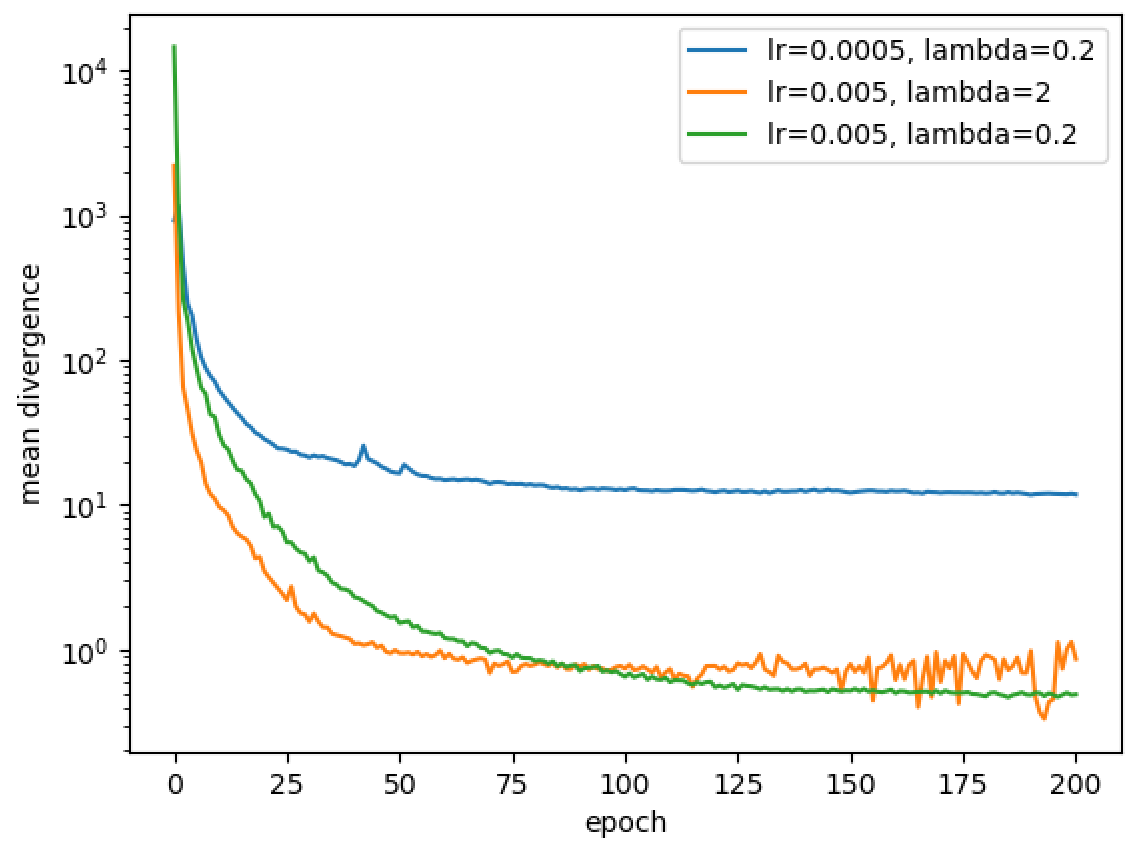 mean divergence
10⁴
10³
10²
10¹
10⁰
lr=0.0005, lambda=0.2
lr=0.005, lambda=2
lr=0.005, lambda=0.2
0 25 50 75 100 125 150 175 200
epoch